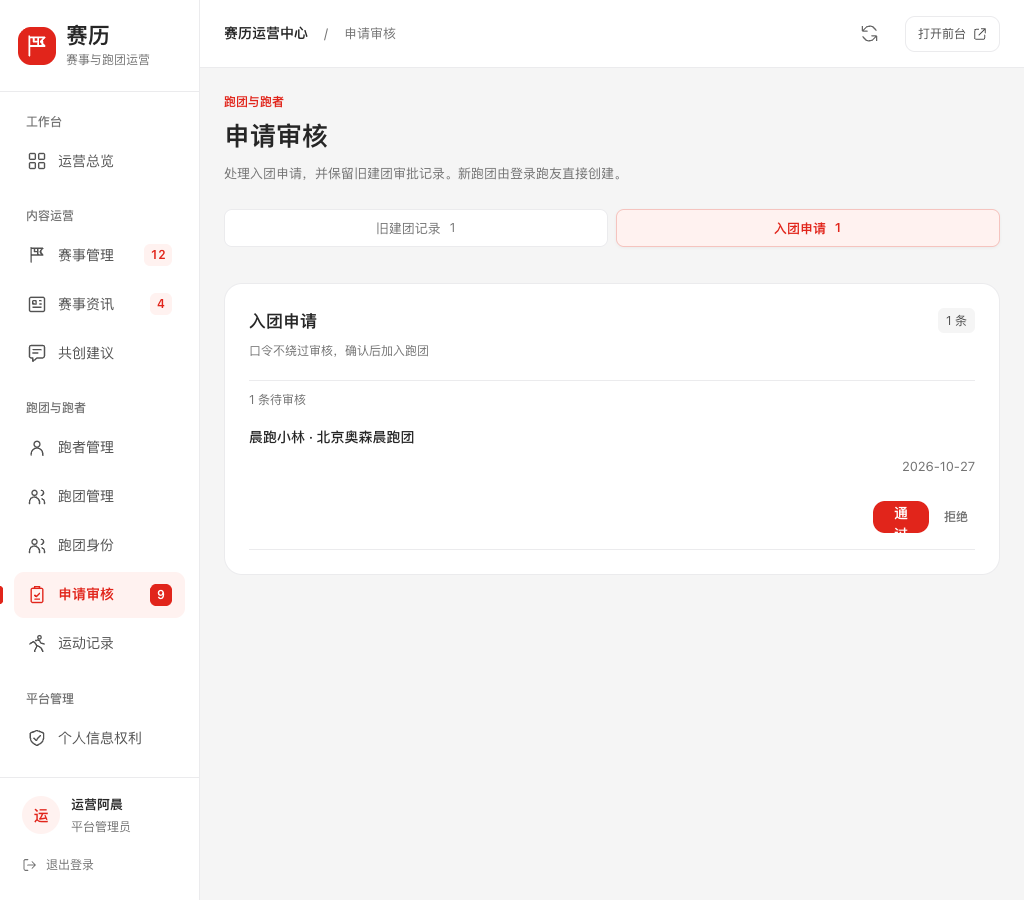 赛历
赛事与跑团运营
工作台
运营总览
内容运营
赛事管理 12
赛事资讯 4
共创建议
跑团与跑者
跑者管理
跑团管理
跑团身份
申请审核 9
运动记录
平台管理
个人信息权利
运 运营阿晨
平台管理员
退出登录
赛历运营中心 / 申请审核
打开前台
跑团与跑者
申请审核
处理入团申请，并保留旧建团审批记录。新跑团由登录跑友直接创建。
旧建团记录 1
入团申请 1
入团申请
1 条
口令不绕过审核，确认后加入跑团
1 条待审核
晨跑小林 · 北京奥森晨跑团
2026-10-27
通过
拒绝